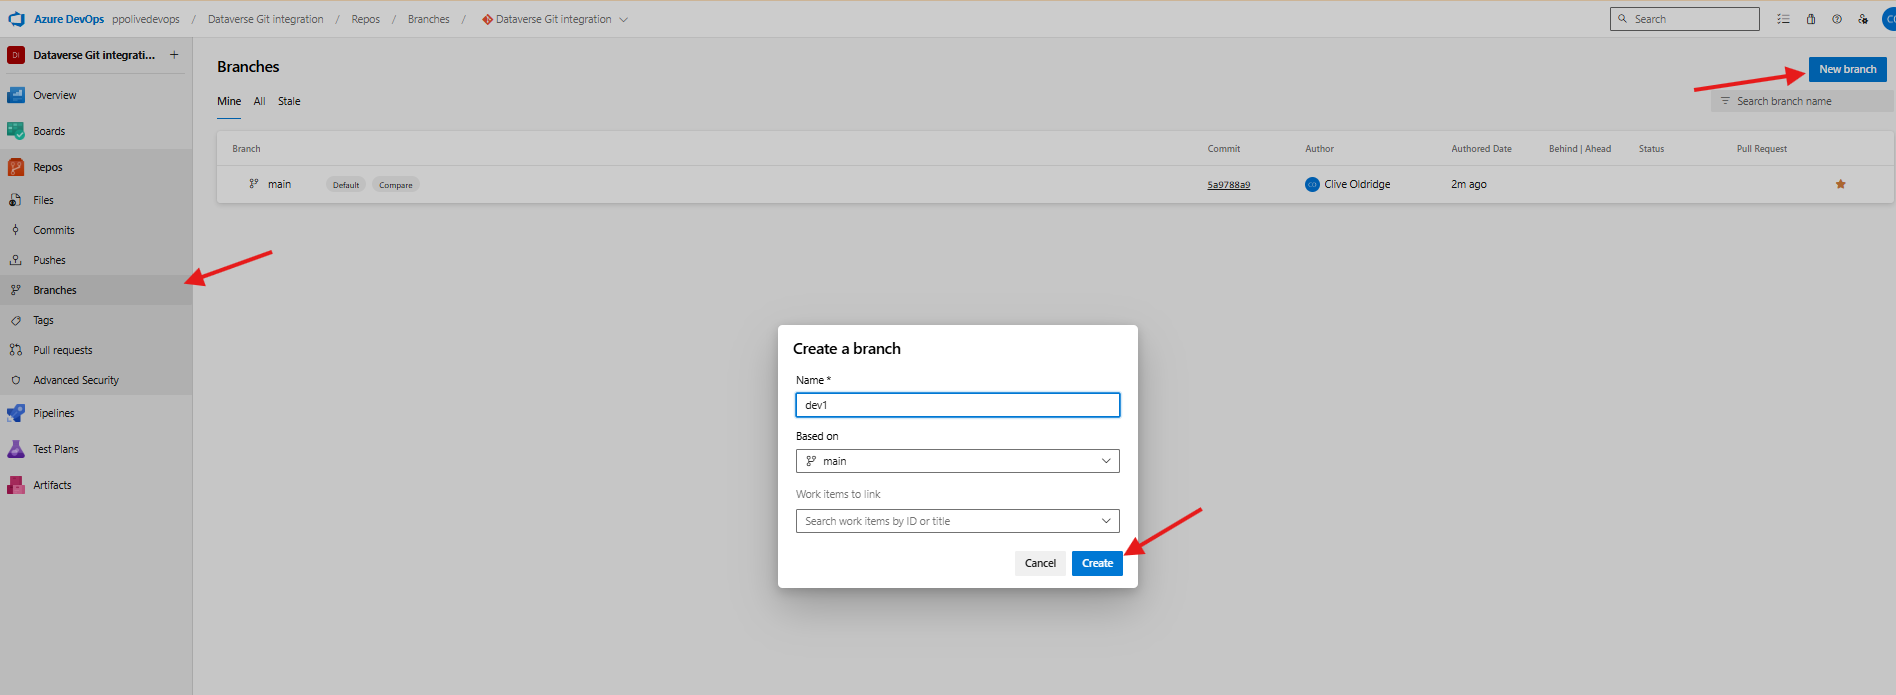 Azure DevOps ppolivedevops / Dataverse Git integration / Repos / Branches / Dataverse Git integration
Search
DI Dataverse Git integrati... +
Overview
Boards
Repos
Files
Commits
Pushes
Branches
Tags
Pull requests
Advanced Security
Pipelines
Test Plans
Artifacts
Branches
New branch
Mine All Stale
Search branch name
Branch Commit Author Authored Date Behind | Ahead Status Pull Request
main Default Compare 5a9788a9 CO Clive Oldridge 2m ago
Create a branch
Name *
dev1
Based on
main
Work items to link
Search work items by ID or title
Cancel Create